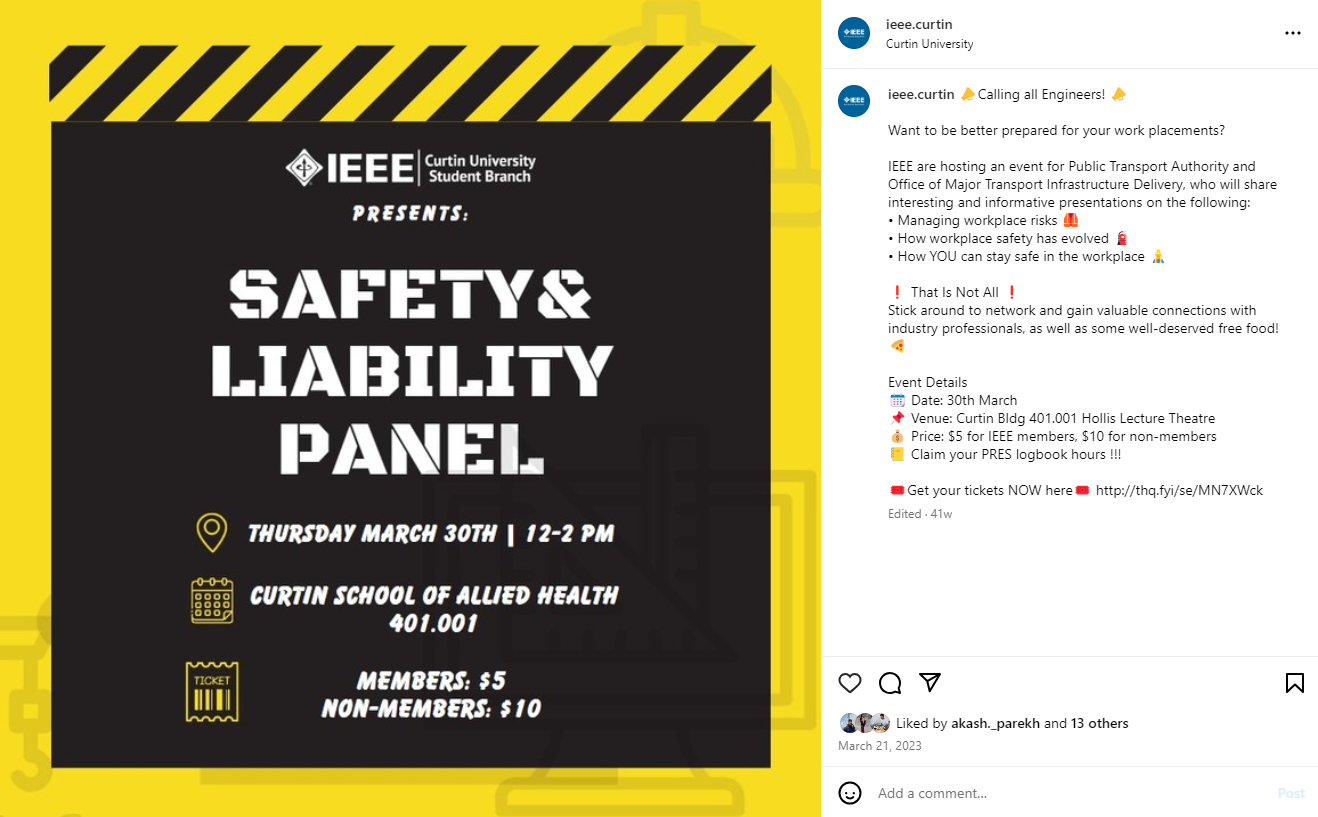 IEEE Curtin University
Student Branch
PRESENTS:
SAFETY&
LIABILITY
PANEL
THURSDAY MARCH 30TH | 12-2 PM
CURTIN SCHOOL OF ALLIED HEALTH
401.001
TICKET
MEMBERS: $5
NON-MEMBERS: $10
IEEE
ieee.curtin
Curtin University
IEEE
ieee.curtin 📣Calling all Engineers! 📣
Want to be better prepared for your work placements?
IEEE are hosting an event for Public Transport Authority and
Office of Major Transport Infrastructure Delivery, who will share
interesting and informative presentations on the following:
• Managing workplace risks 🦺
• How workplace safety has evolved ⛽
• How YOU can stay safe in the workplace 👷
❗ That Is Not All ❗
Stick around to network and gain valuable connections with
industry professionals, as well as some well-deserved free food!
🍕
Event Details
🗓 Date: 30th March
📌 Venue: Curtin Bldg 401.001 Hollis Lecture Theatre
💰 Price: $5 for IEEE members, $10 for non-members
📒 Claim your PRES logbook hours !!!
🎟Get your tickets NOW here🎟 http://thq.fyi/se/MN7XWck
Edited · 41w
Liked by akash._parekh and 13 others
March 21, 2023
Add a comment...
Post